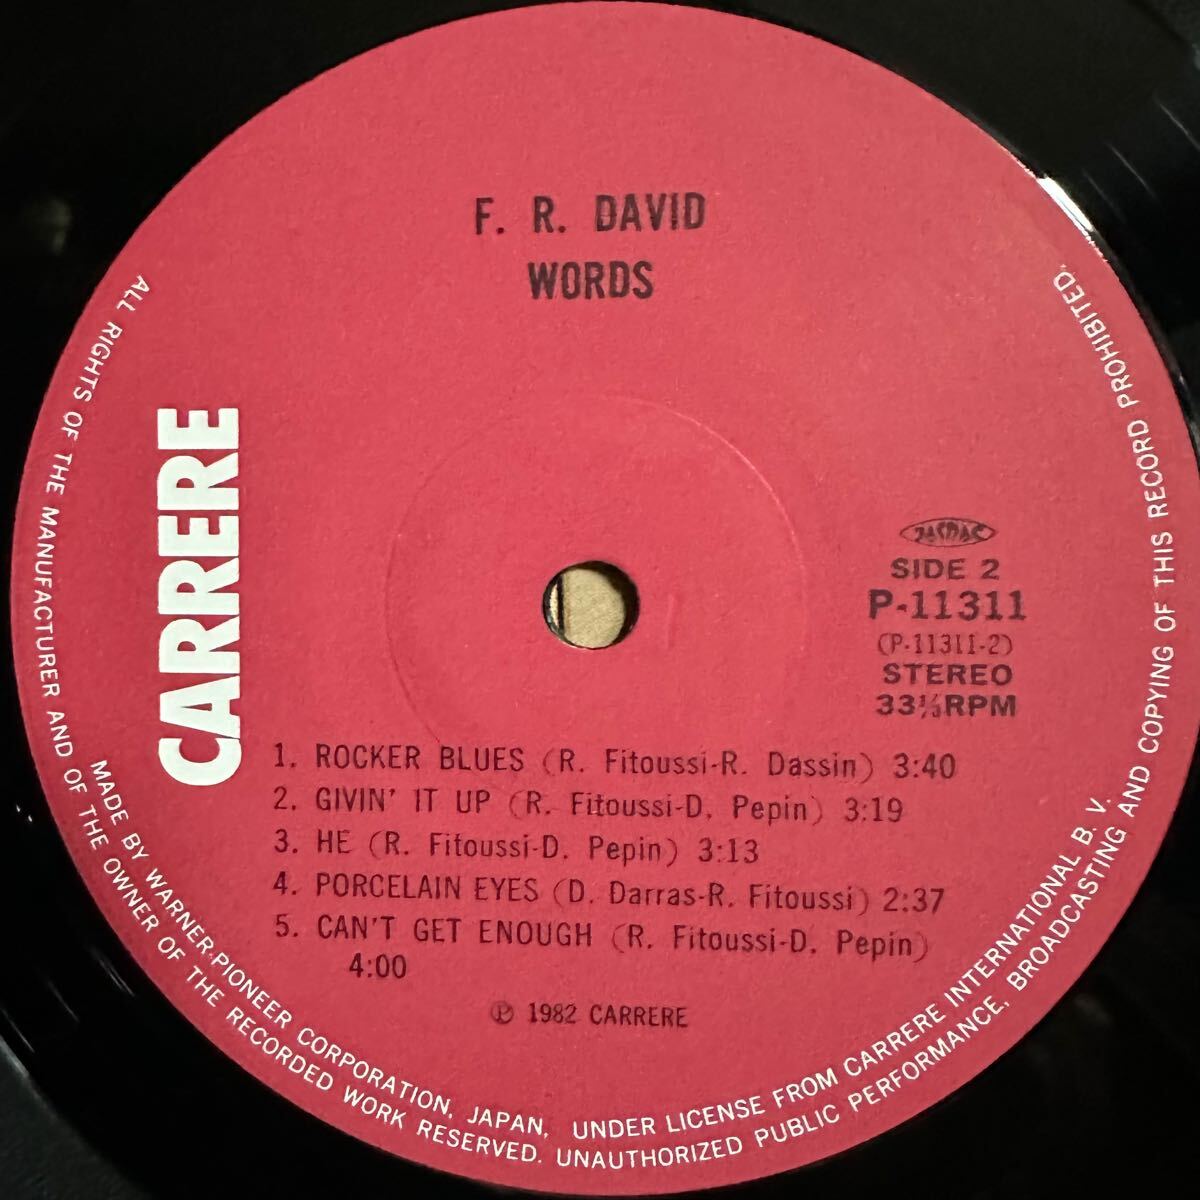 F. R. DAVID
WORDS
CARRERE
JASRAC
SIDE 2
P-11311
(P-11311-2)
STEREO
33⅓RPM
1. ROCKER BLUES (R. Fitoussi-R. Dassin) 3:40
2. GIVIN' IT UP (R. Fitoussi-D. Pepin) 3:19
3. HE (R. Fitoussi-D. Pepin) 3:13
4. PORCELAIN EYES (D. Darras-R. Fitoussi) 2:37
5. CAN'T GET ENOUGH (R. Fitoussi-D. Pepin)
4:00
Ⓟ 1982 CARRERE
MADE BY WARNER-PIONEER CORPORATION, JAPAN, UNDER LICENSE FROM CARRERE INTERNATIONAL B. V.
ALL RIGHTS OF THE MANUFACTURER AND OF THE OWNER OF THE RECORDED WORK RESERVED. UNAUTHORIZED PUBLIC PERFORMANCE, BROADCASTING AND COPYING OF THIS RECORD PROHIBITED.